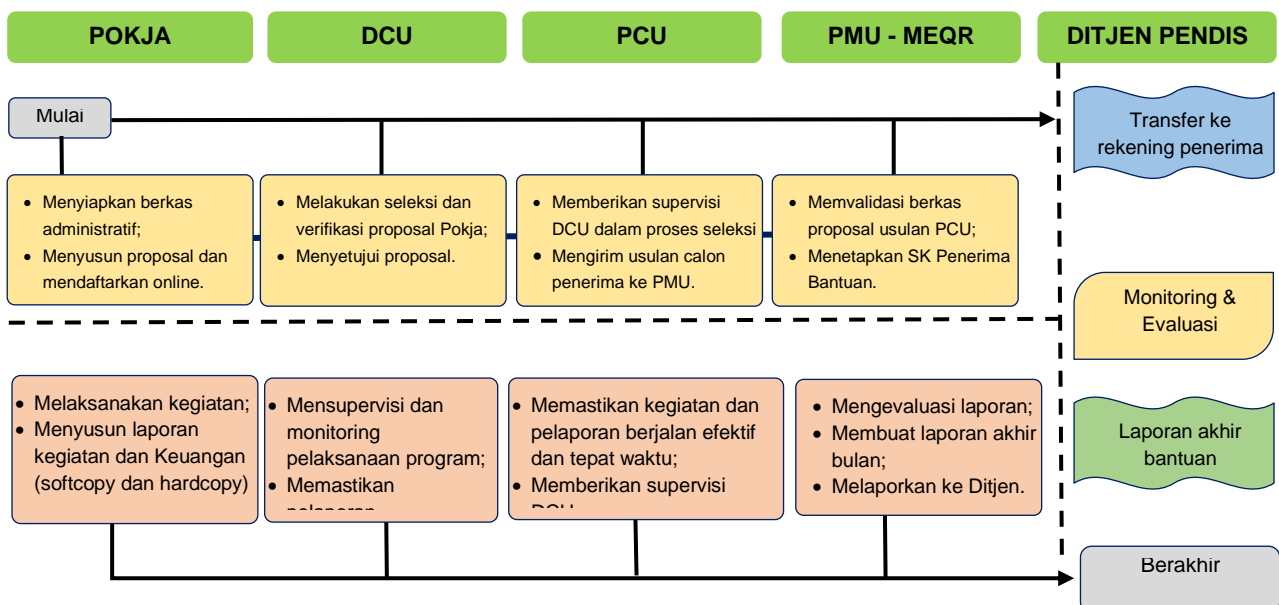 POKJA
DCU
PCU
PMU - MEQR
DITJEN PENDIS
Mulai
Transfer ke
rekening penerima
• Menyiapkan berkas
administratif;
• Menyusun proposal dan
mendaftarkan online.
• Melakukan seleksi dan
verifikasi proposal Pokja;
• Menyetujui proposal.
• Memberikan supervisi
DCU dalam proses seleksi
• Mengirim usulan calon
penerima ke PMU.
• Memvalidasi berkas
proposal usulan PCU;
• Menetapkan SK Penerima
Bantuan.
Monitoring &
Evaluasi
• Melaksanakan kegiatan;
• Menyusun laporan
kegiatan dan Keuangan
(softcopy dan hardcopy)
• Mensupervisi dan
monitoring
pelaksanaan program;
• Memastikan
• Memastikan kegiatan dan
pelaporan berjalan efektif
dan tepat waktu;
• Memberikan supervisi
• Mengevaluasi laporan;
• Membuat laporan akhir
bulan;
• Melaporkan ke Ditjen.
Laporan akhir
bantuan
Berakhir